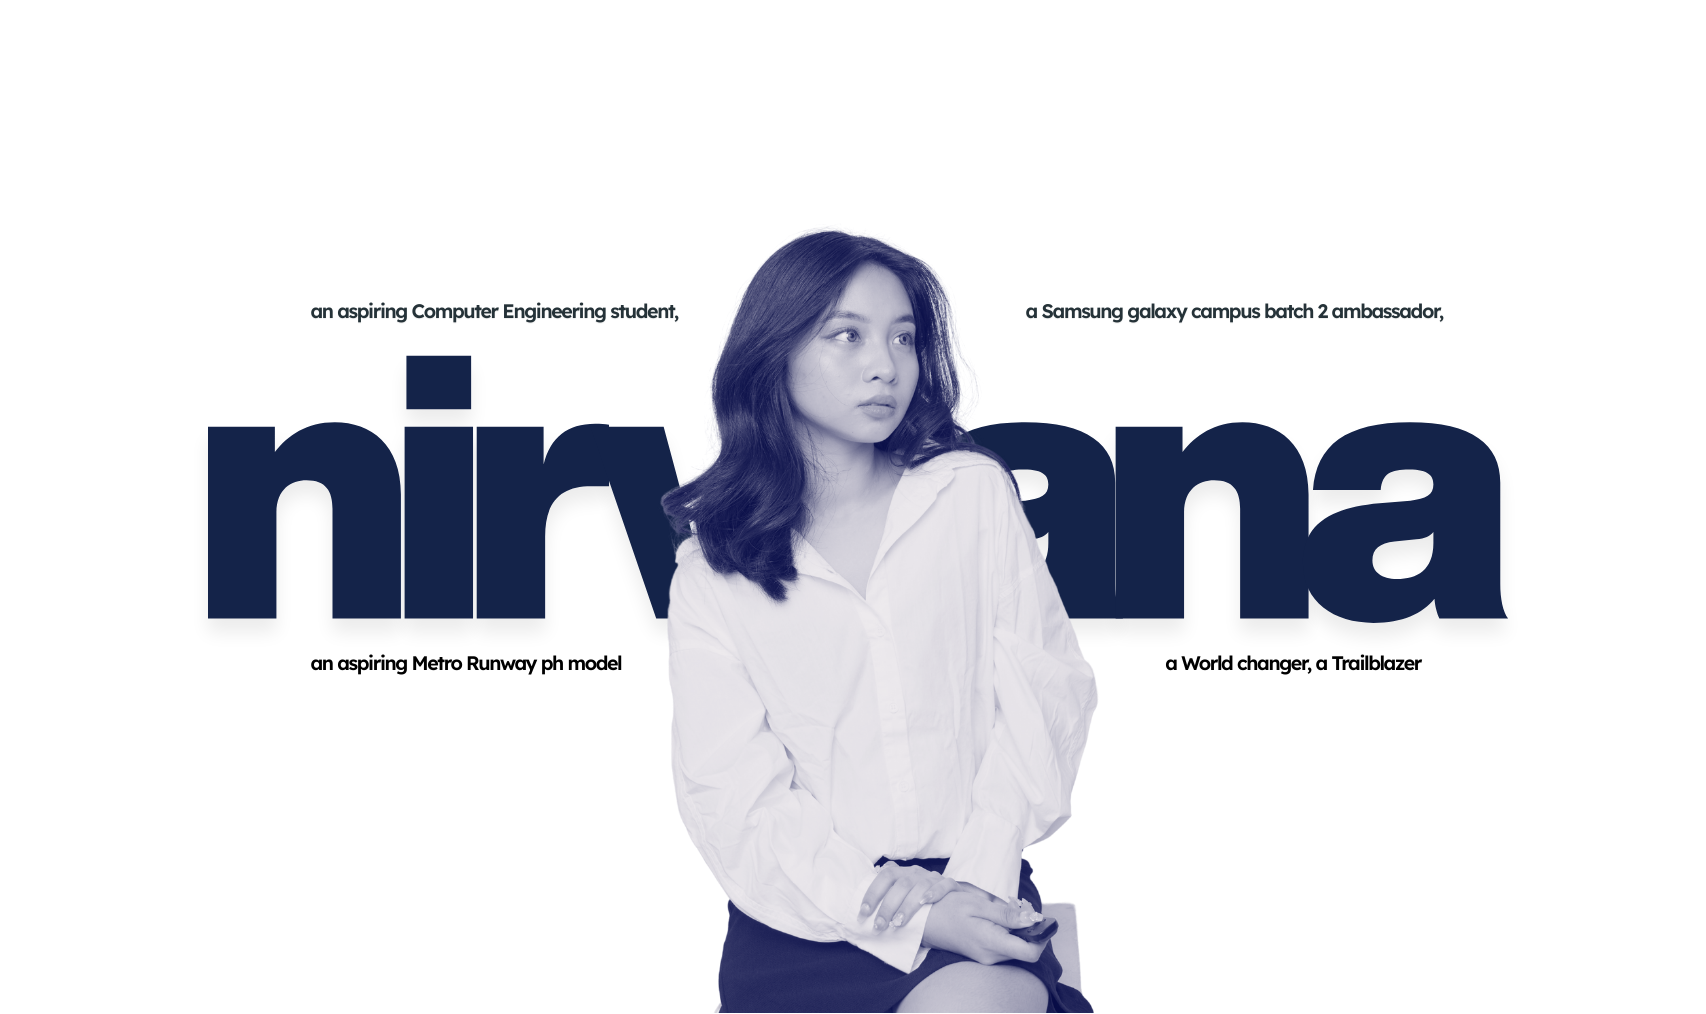 an aspiring Computer Engineering student,
a Samsung galaxy campus batch 2 ambassador,
nirvana
an aspiring Metro Runway ph model
a World changer, a Trailblazer